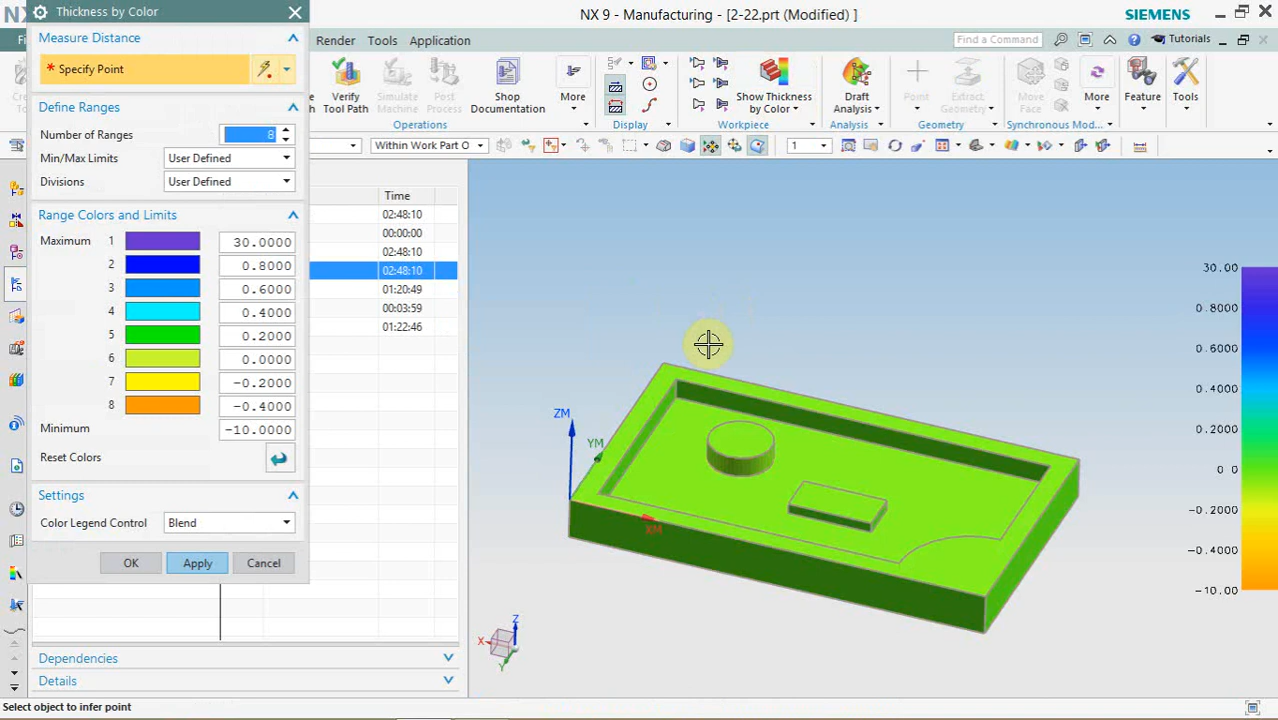 Thickness by Color
NX 9 - Manufacturing - [2-22.prt (Modified) ]
SIEMENS
Render Tools Application
Find a Command
Tutorials
Measure Distance
* Specify Point
Define Ranges
Number of Ranges 8
Min/Max Limits User Defined
Divisions User Defined
Range Colors and Limits
Maximum 1 30.0000
2 0.8000
3 0.6000
4 0.4000
5 0.2000
6 0.0000
7 -0.2000
8 -0.4000
Minimum -10.0000
Reset Colors
Settings
Color Legend Control Blend
OK Apply Cancel
Verify Tool Path
Simulate Machine
Post Process
Shop Documentation
More
Show Thickness by Color
Draft Analysis
Point
Extract Geometry
Move Face
More
Feature
Tools
Operations
Display
Workpiece
Analysis
Geometry
Synchronous Mod...
Within Work Part O
1
Time
02:48:10
00:00:00
02:48:10
02:48:10
01:20:49
00:03:59
01:22:46
30.00
0.8000
0.6000
0.4000
0.2000
0 0
-0.2000
-0.4000
-10.00
ZM
YM
XM
Z
X
Y
Dependencies
Details
Select object to infer point